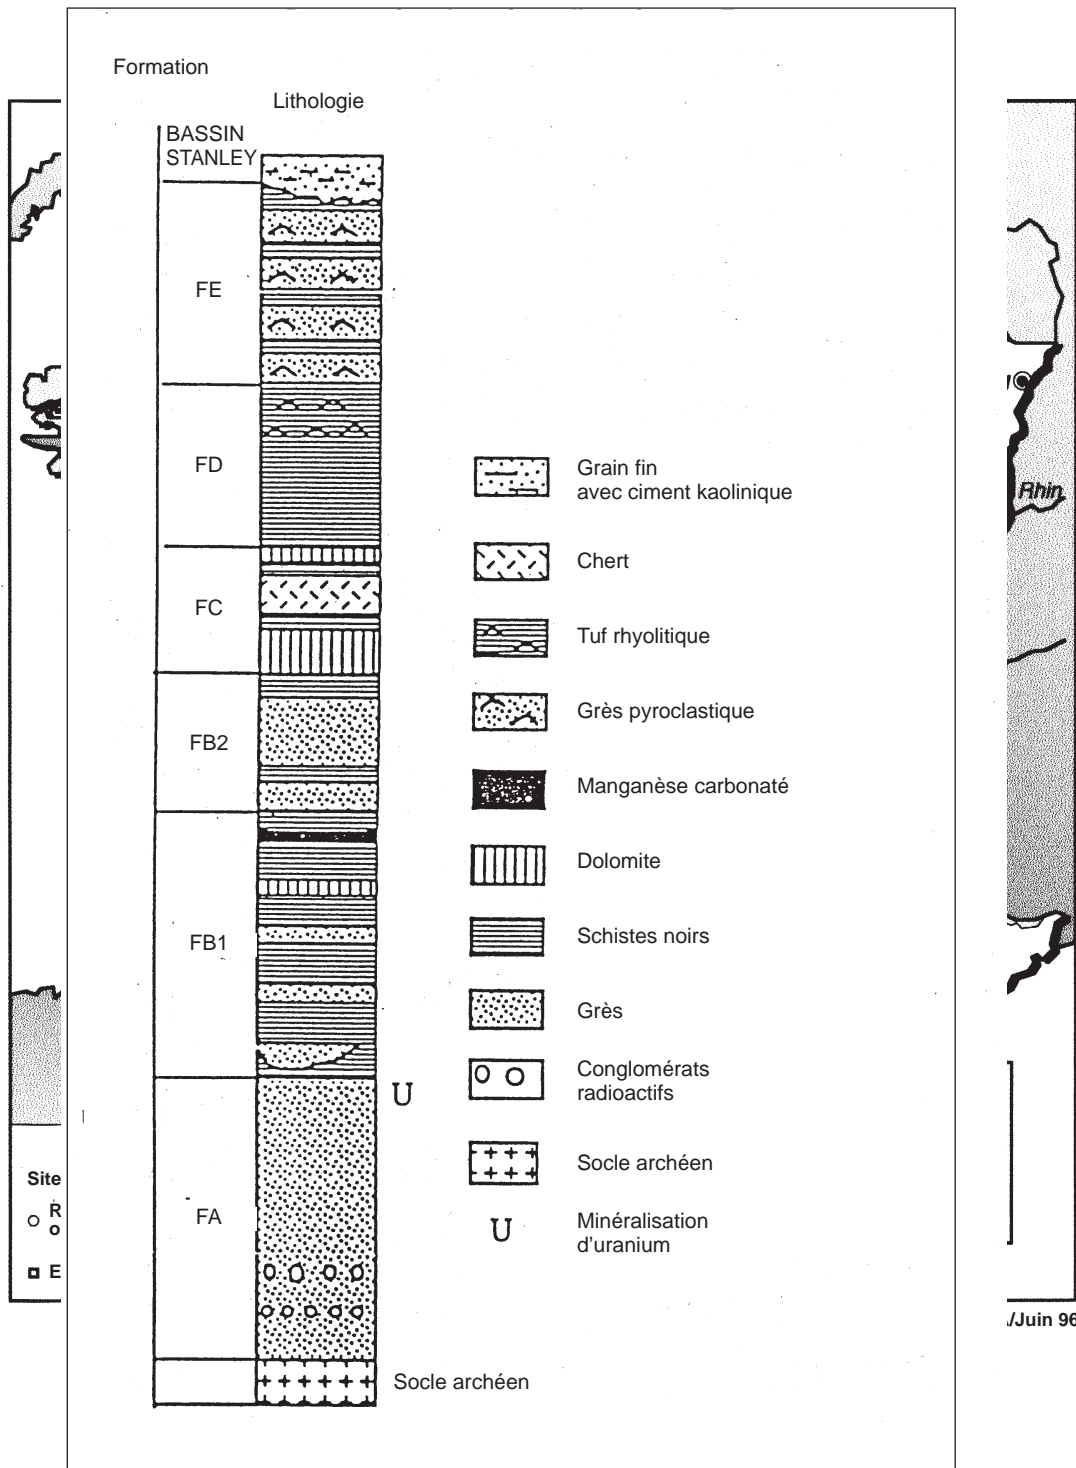 Formation
Lithologie
BASSIN
STANLEY
FE
FD
FC
FB2
FB1
FA
U
Socle archéen
Grain fin
avec ciment kaolinique
Chert
Tuf rhyolitique
Grès pyroclastique
Manganèse carbonaté
Dolomite
Schistes noirs
Grès
Conglomérats
radioactifs
Socle archéen
U
Minéralisation
d'uranium
Rhin
Site
R
o
E
/Juin 96